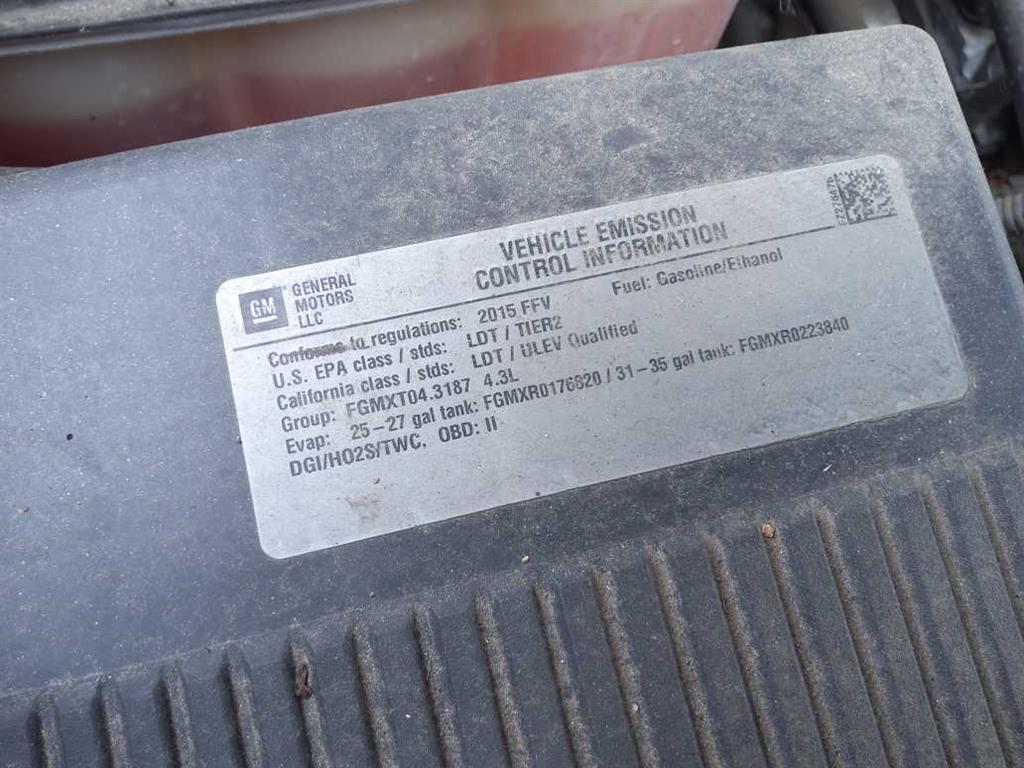 VEHICLE EMISSION
CONTROL INFORMATION
GM
GENERAL
MOTORS
LLC
Conforms to regulations: 2015 FFV Fuel: Gasoline/Ethanol
U.S. EPA class / stds: LDT / TIER2
California class / stds: LDT / ULEV Qualified
Group: FGMXT04.3187 4.3L
Evap: 25-27 gal tank: FGMXR0176820 / 31-35 gal tank: FGMXR0223840
DGI/HO2S/TWC, OBD: II